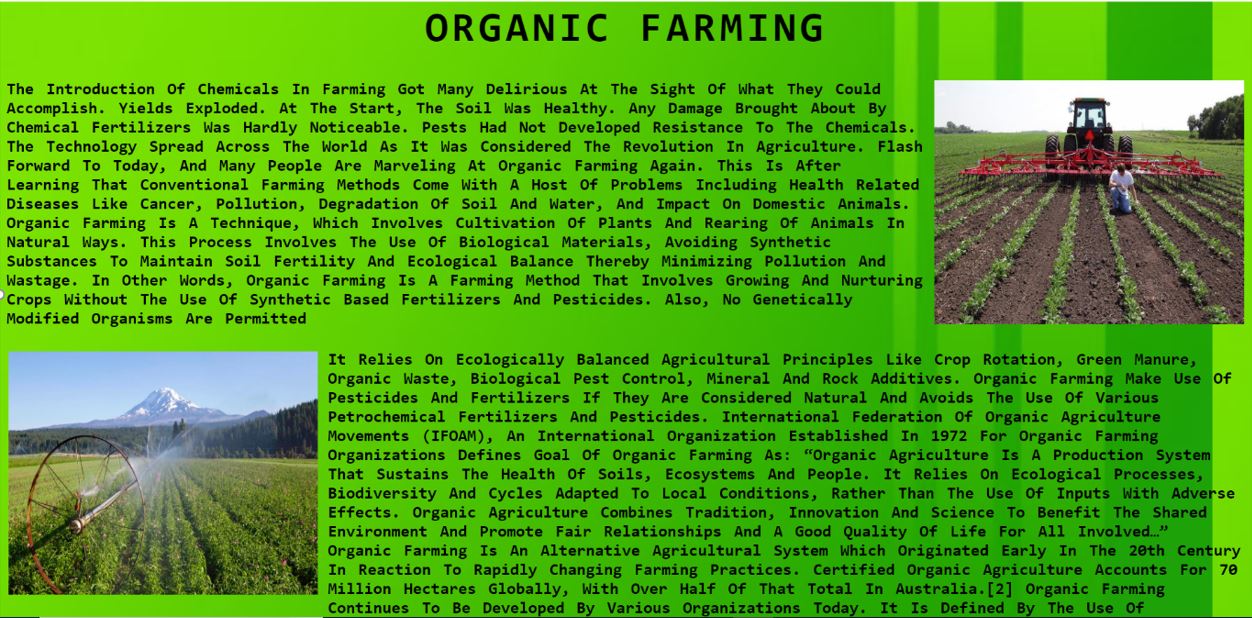 ORGANIC FARMING
The Introduction Of Chemicals In Farming Got Many Delirious At The Sight Of What They Could
Accomplish. Yields Exploded. At The Start, The Soil Was Healthy. Any Damage Brought About By
Chemical Fertilizers Was Hardly Noticeable. Pests Had Not Developed Resistance To The Chemicals.
The Technology Spread Across The World As It Was Considered The Revolution In Agriculture. Flash
Forward To Today, And Many People Are Marveling At Organic Farming Again. This Is After
Learning That Conventional Farming Methods Come With A Host Of Problems Including Health Related
Diseases Like Cancer, Pollution, Degradation Of Soil And Water, And Impact On Domestic Animals.
Organic Farming Is A Technique, Which Involves Cultivation Of Plants And Rearing Of Animals In
Natural Ways. This Process Involves The Use Of Biological Materials, Avoiding Synthetic
Substances To Maintain Soil Fertility And Ecological Balance Thereby Minimizing Pollution And
Wastage. In Other Words, Organic Farming Is A Farming Method That Involves Growing And Nurturing
Crops Without The Use Of Synthetic Based Fertilizers And Pesticides. Also, No Genetically
Modified Organisms Are Permitted
It Relies On Ecologically Balanced Agricultural Principles Like Crop Rotation, Green Manure,
Organic Waste, Biological Pest Control, Mineral And Rock Additives. Organic Farming Make Use Of
Pesticides And Fertilizers If They Are Considered Natural And Avoids The Use Of Various
Petrochemical Fertilizers And Pesticides. International Federation Of Organic Agriculture
Movements (IFOAM), An International Organization Established In 1972 For Organic Farming
Organizations Defines Goal Of Organic Farming As: “Organic Agriculture Is A Production System
That Sustains The Health Of Soils, Ecosystems And People. It Relies On Ecological Processes,
Biodiversity And Cycles Adapted To Local Conditions, Rather Than The Use Of Inputs With Adverse
Effects. Organic Agriculture Combines Tradition, Innovation And Science To Benefit The Shared
Environment And Promote Fair Relationships And A Good Quality Of Life For All Involved…”
Organic Farming Is An Alternative Agricultural System Which Originated Early In The 20th Century
In Reaction To Rapidly Changing Farming Practices. Certified Organic Agriculture Accounts For 70
Million Hectares Globally, With Over Half Of That Total In Australia.[2] Organic Farming
Continues To Be Developed By Various Organizations Today. It Is Defined By The Use Of